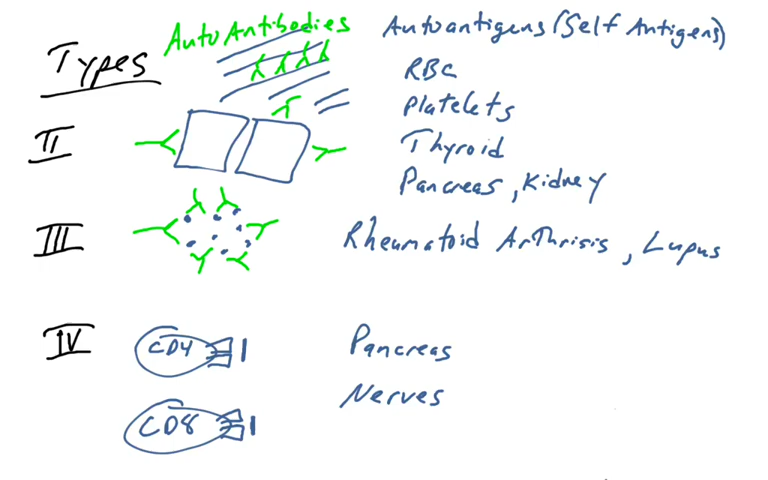 Types
AutoAntibodies
Autoantigens (Self Antigens)
RBC
Platelets
II
Thyroid
Pancreas, Kidney
III
Rheumatoid Arthrisis, Lupus
IV
CD4
Pancreas
Nerves
CD8